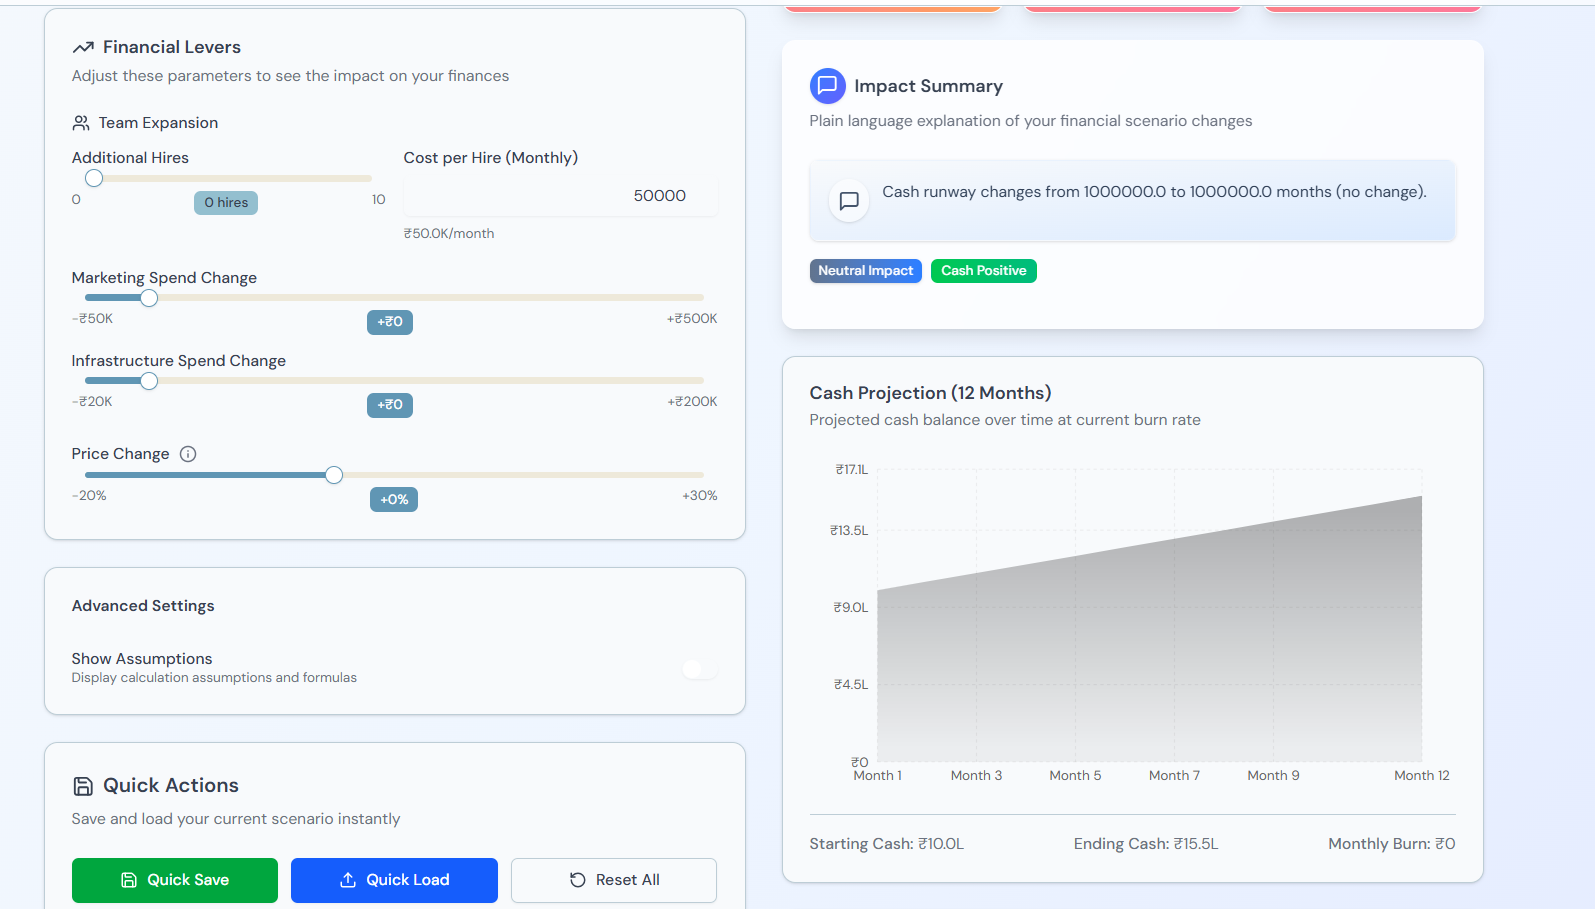 Financial Levers
Adjust these parameters to see the impact on your finances
Team Expansion
Additional Hires
0
0 hires
10
Cost per Hire (Monthly)
50000
₹50.0K/month
Marketing Spend Change
-₹50K
+₹0
+₹500K
Infrastructure Spend Change
-₹20K
+₹0
+₹200K
Price Change
-20%
+0%
+30%
Advanced Settings
Show Assumptions
Display calculation assumptions and formulas
Quick Actions
Save and load your current scenario instantly
Quick Save
Quick Load
Reset All
Impact Summary
Plain language explanation of your financial scenario changes
Cash runway changes from 1000000.0 to 1000000.0 months (no change).
Neutral Impact
Cash Positive
Cash Projection (12 Months)
Projected cash balance over time at current burn rate
₹17.1L
₹13.5L
₹9.0L
₹4.5L
₹0
Month 1
Month 3
Month 5
Month 7
Month 9
Month 12
Starting Cash: ₹10.0L
Ending Cash: ₹15.5L
Monthly Burn: ₹0